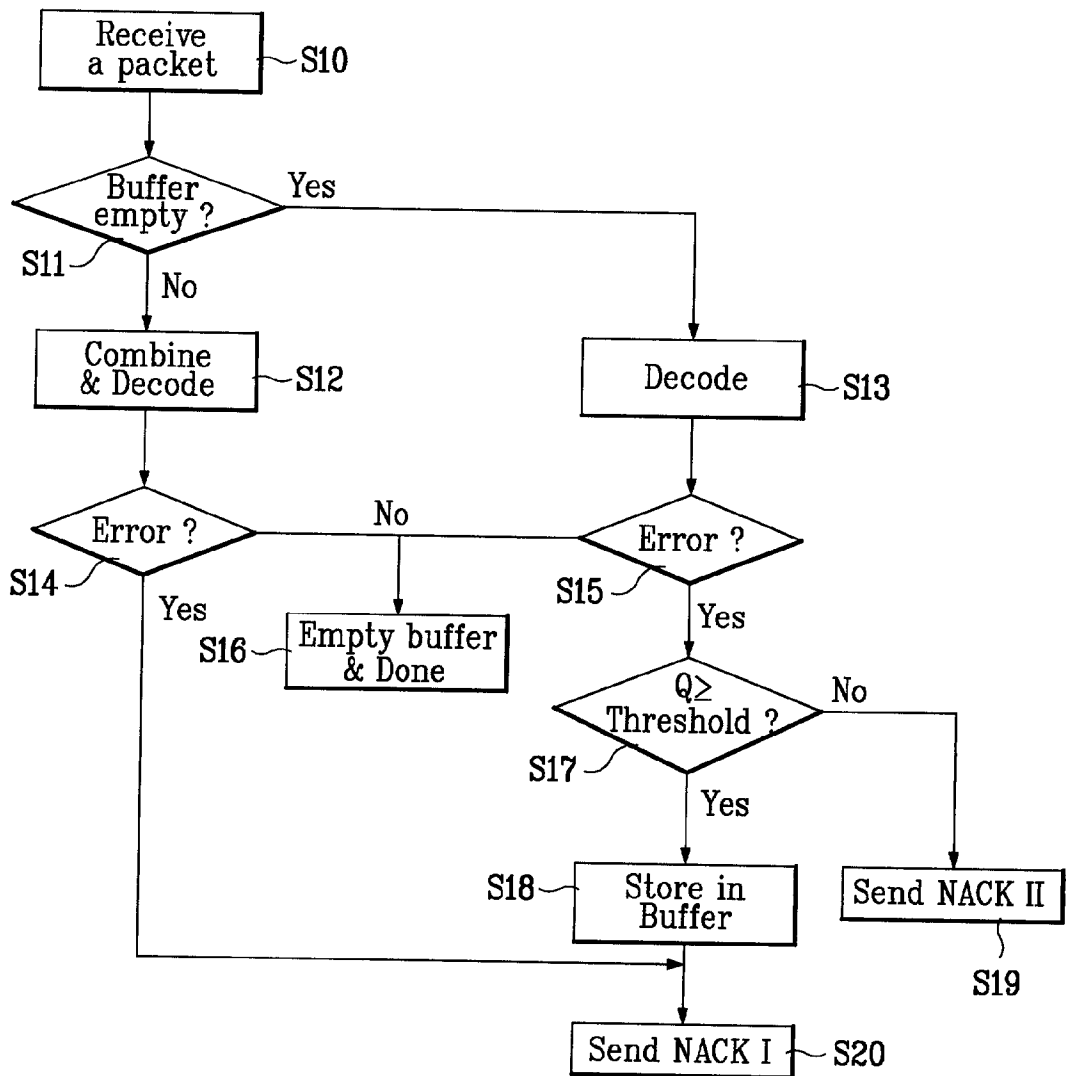 Receive
a packet
S10
Buffer
empty ?
Yes
S11
No
Combine
& Decode
S12
Decode
S13
Error ?
No
Error ?
S14
S15
Yes
Yes
S16
Empty buffer
& Done
Q≥
Threshold ?
No
S17
Yes
S18
Store in
Buffer
Send NACK II
S19
Send NACK I
S20